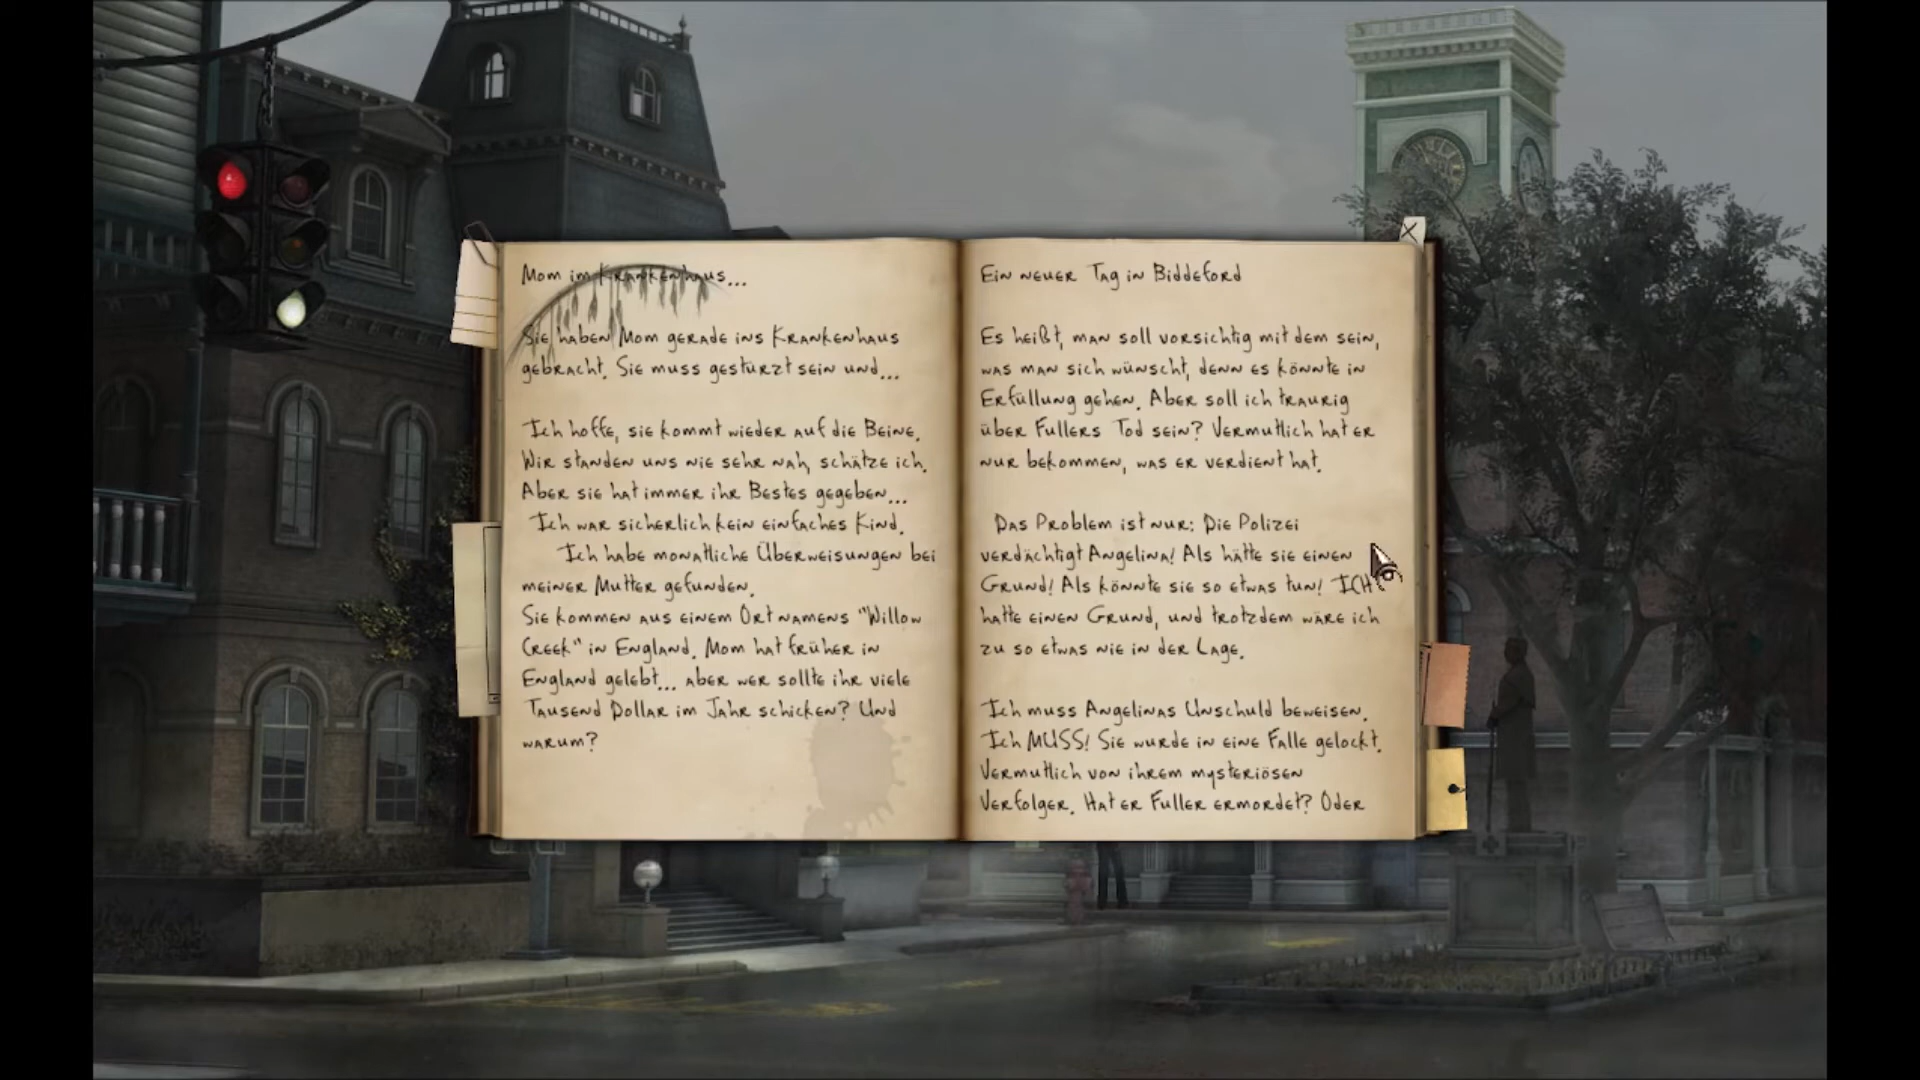 Mom im Krankenhaus...
Sie haben Mom gerade ins Krankenhaus
gebracht. Sie muss gestürzt sein und...
Ich hoffe, sie kommt wieder auf die Beine.
Wir standen uns nie sehr nah, schätze ich.
Aber sie hat immer ihr Bestes gegeben...
Ich war sicherlich kein einfaches Kind.
Ich habe monatliche Überweisungen bei
meiner Mutter gefunden.
Sie kommen aus einem Ort namens "Willow
Creek" in England. Mom hat früher in
England gelebt... aber wer sollte ihr viele
Tausend Dollar im Jahr schicken? Und
warum?
Ein neuer Tag in Biddeford
Es heißt, man soll vorsichtig mit dem sein,
was man sich wünscht, denn es könnte in
Erfüllung gehen. Aber soll ich traurig
über Fullers Tod sein? Vermutlich hat er
nur bekommen, was er verdient hat.
Das Problem ist nur: Die Polizei
verdächtigt Angelina! Als hätte sie einen
Grund! Als könnte sie so etwas tun! ICH
hatte einen Grund, und trotzdem wäre ich
zu so etwas nie in der Lage.
Ich muss Angelinas Unschuld beweisen.
Ich MUSS! Sie wurde in eine Falle gelockt.
Vermutlich von ihrem mysteriösen
Verfolger. Hat er Fuller ermordet? Oder